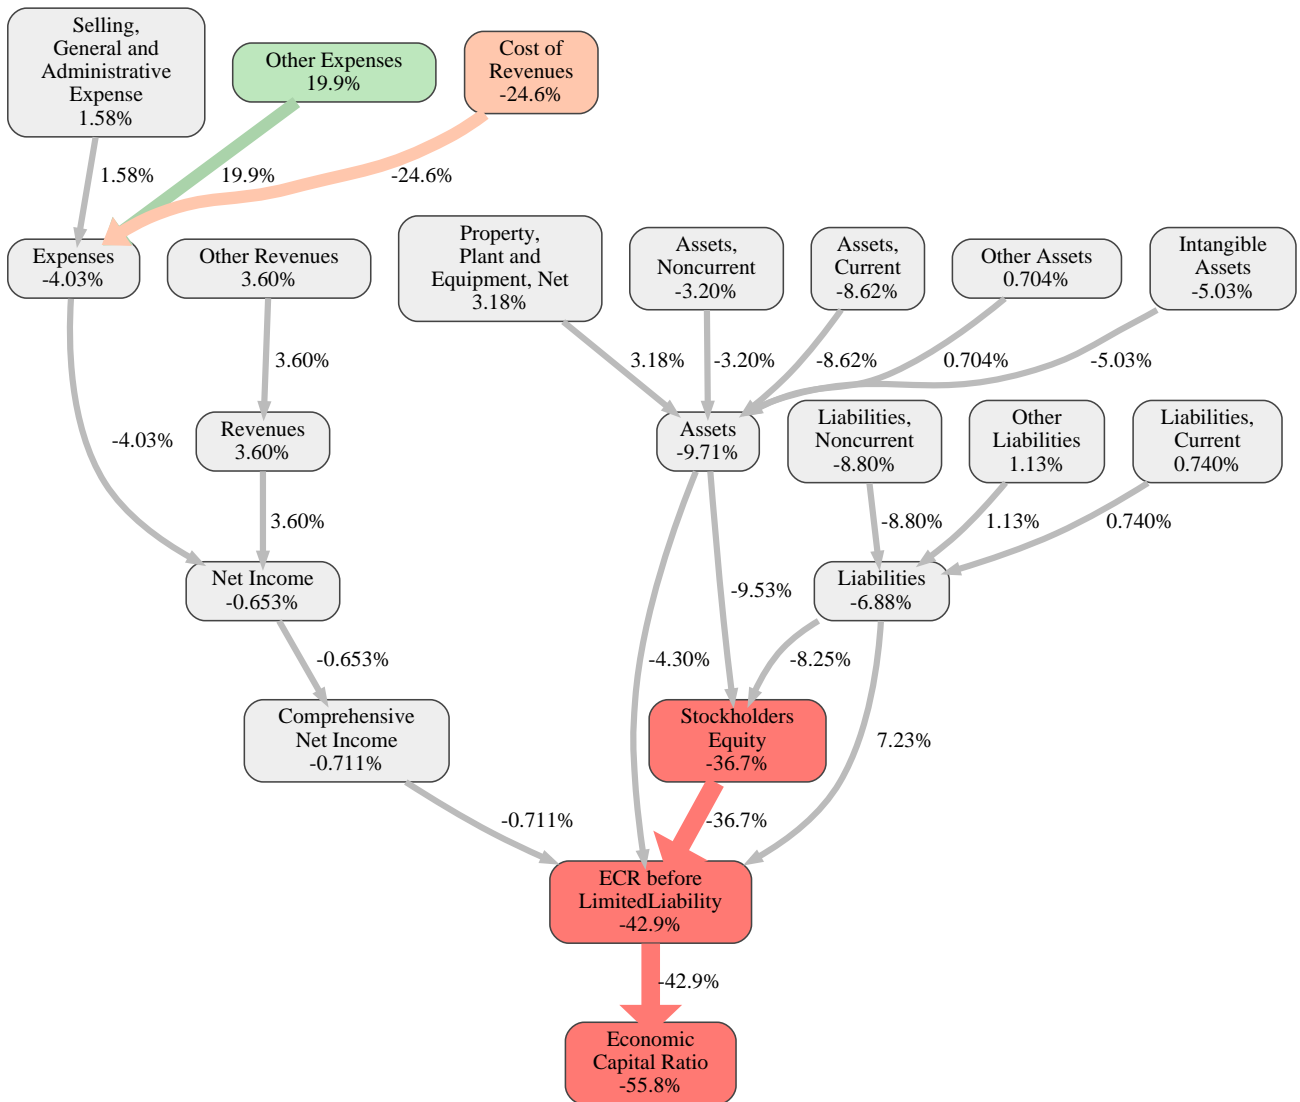 Selling,
General and
Administrative
Expense
1.58%
Other Expenses
19.9%
Cost of
Revenues
-24.6%
1.58%
19.9%
-24.6%
Expenses
-4.03%
Other Revenues
3.60%
Property,
Plant and
Equipment, Net
3.18%
Assets,
Noncurrent
-3.20%
Assets,
Current
-8.62%
Other Assets
0.704%
Intangible
Assets
-5.03%
3.60%
3.18%
-3.20%
-8.62%
0.704%
-5.03%
-4.03%
Revenues
3.60%
Assets
-9.71%
Liabilities,
Noncurrent
-8.80%
Other
Liabilities
1.13%
Liabilities,
Current
0.740%
3.60%
-8.80%
1.13%
0.740%
Net Income
-0.653%
-9.53%
Liabilities
-6.88%
-0.653%
-4.30%
-8.25%
Comprehensive
Net Income
-0.711%
Stockholders
Equity
-36.7%
7.23%
-0.711%
-36.7%
ECR before
LimitedLiability
-42.9%
-42.9%
Economic
Capital Ratio
-55.8%